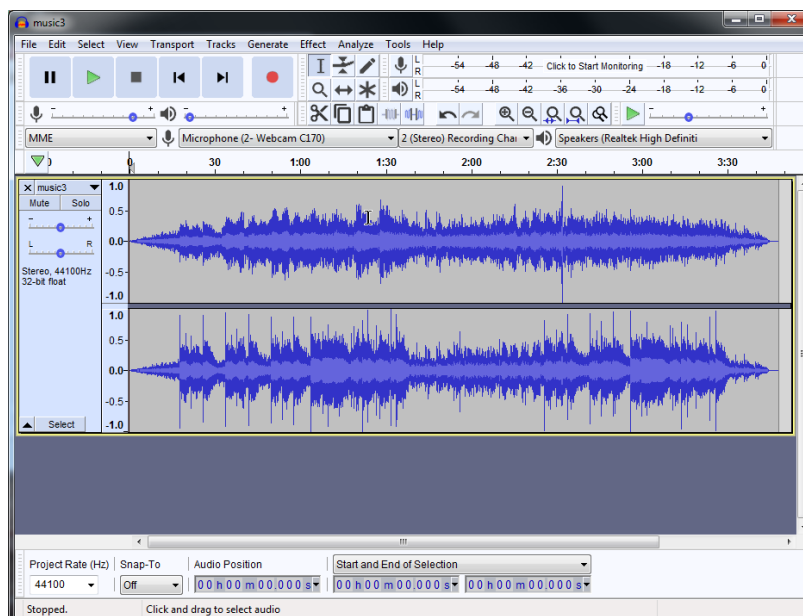 music3
File Edit Select View Transport Tracks Generate Effect Analyze Tools Help
L R -54 -48 -42 Click to Start Monitoring -18 -12 -6 0
L R -54 -48 -42 -36 -30 -24 -18 -12 -6 0
- + - +
- +
MME Microphone (2- Webcam C170) 2 (Stereo) Recording Chai Speakers (Realtek High Definiti
0 30 1:00 1:30 2:00 2:30 3:00 3:30
music3
Mute Solo
- +
L R
Stereo, 44100Hz
32-bit float
Select
1.0
0.5-
0.0-
-0.5-
-1.0
1.0
0.5-
0.0-
-0.5-
-1.0
Project Rate (Hz) Snap-To Audio Position Start and End of Selection
44100 Off 00 h 00 m 00.000 s 00 h 00 m 00.000 s 00 h 00 m 00.000 s
Stopped. Click and drag to select audio